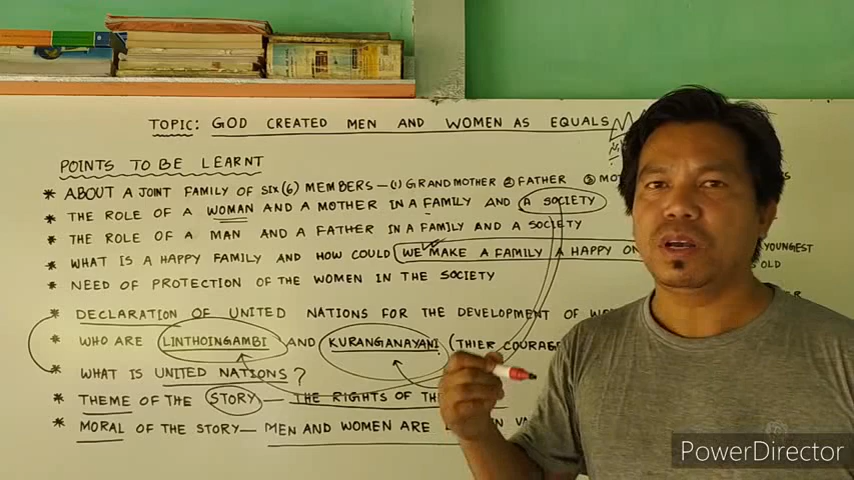 TOPIC: GOD CREATED MEN AND WOMEN AS EQUALS
POINTS TO BE LEARNT
* ABOUT A JOINT FAMILY OF SIX (6) MEMBERS — (1) GRANDMOTHER ② FATHER ③
* THE ROLE OF A WOMAN AND A MOTHER IN A FAMILY AND A SOCIETY
* THE ROLE OF A MAN AND A FATHER IN A FAMILY AND A SOCIETY
* WHAT IS A HAPPY FAMILY AND HOW COULD WE MAKE A FAMILY A HAPPY YOUNGEST
OLD
* NEED OF PROTECTION OF THE WOMEN IN THE SOCIETY
* DECLARATION OF UNITED NATIONS FOR THE DEVELOPMENT OF
* WHO ARE LINTHOINGAMBI AND KURANGANAYANI (THIER
* WHAT IS UNITED NATIONS?
* THEME OF THE STORY — THE RIGHTS OF
* MORAL OF THE STORY — MEN AND WOMEN ARE
PowerDirector